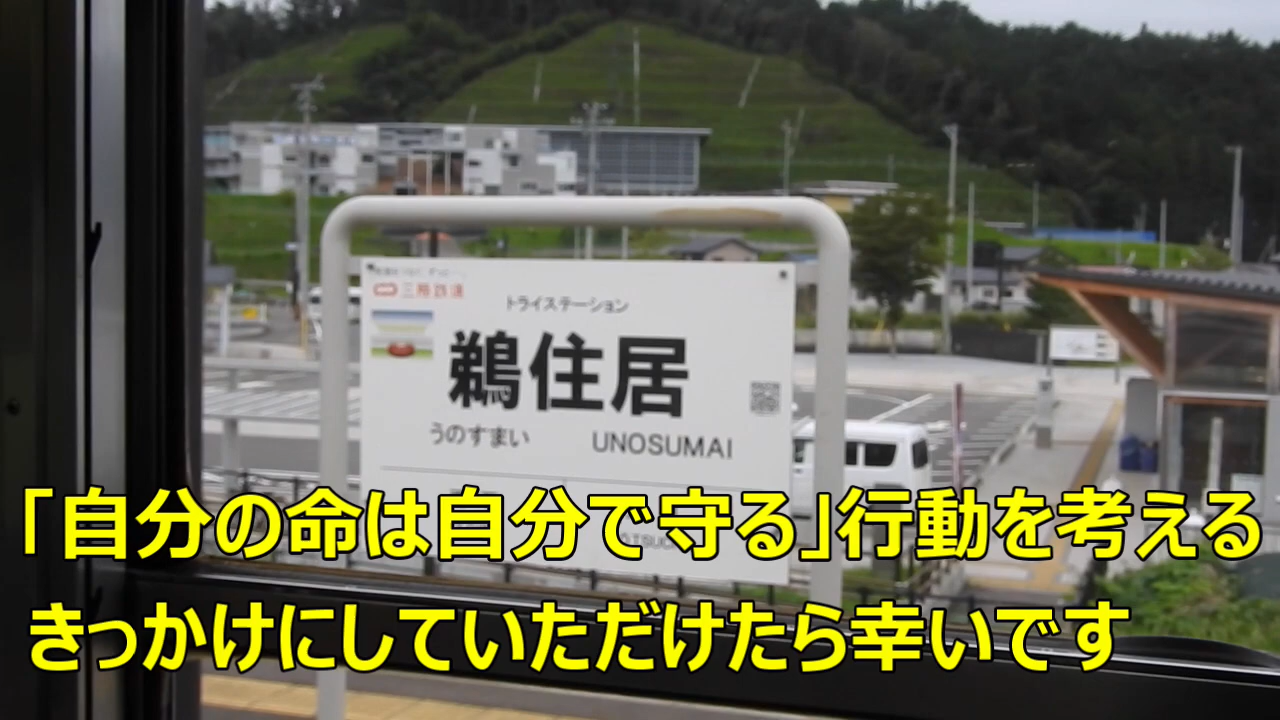 三陸鉄道
トライステーション
鵜住居
うのすまい UNOSUMAI
「自分の命は自分で守る」行動を考える
きっかけにしていただけたら幸いです